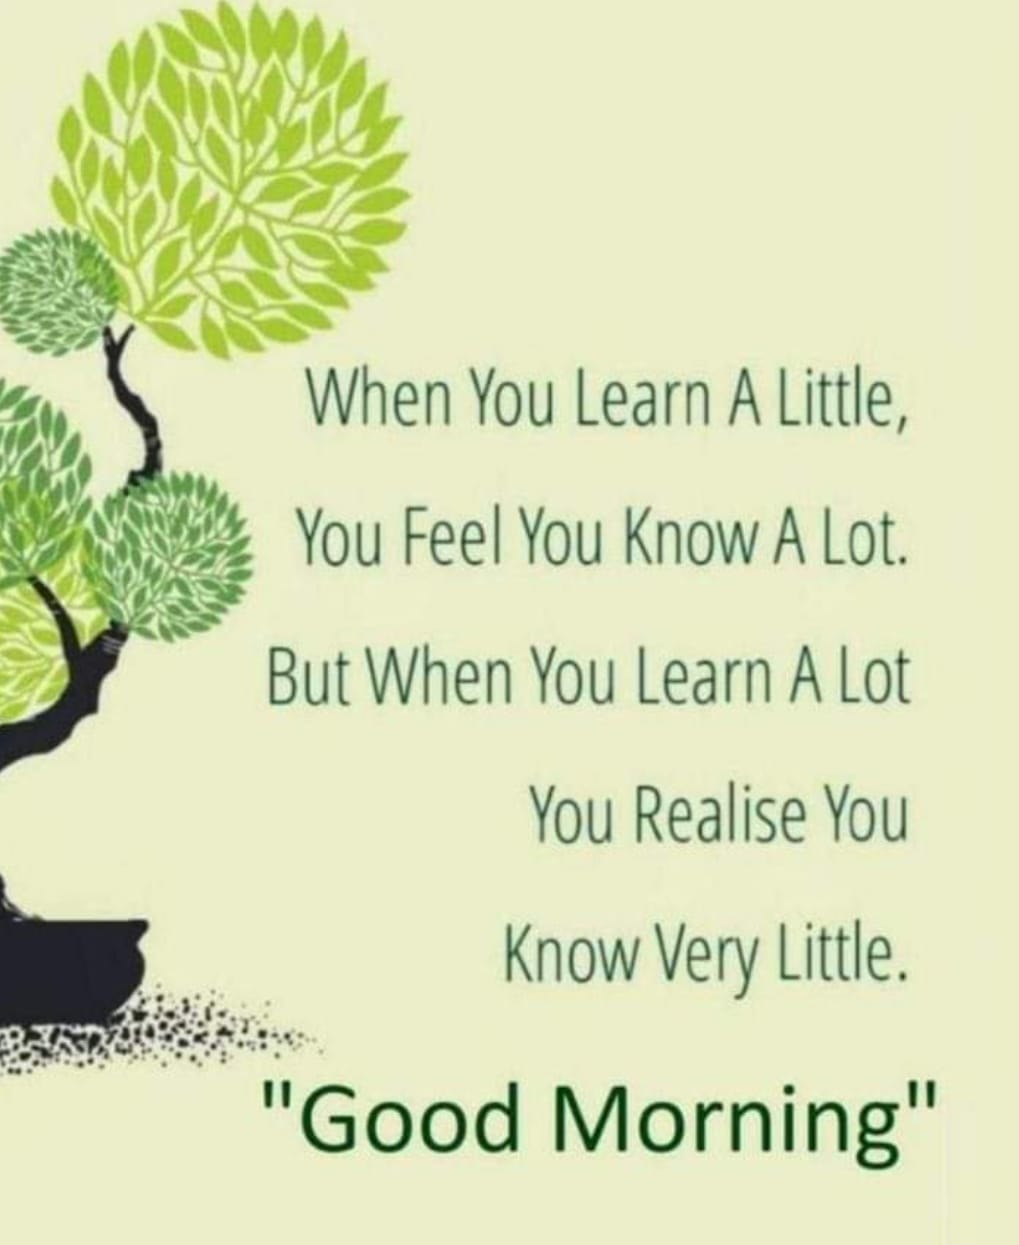 When You Learn A Little,
You Feel You Know A Lot.
But When You Learn A Lot
You Realise You
Know Very Little.
"Good Morning"